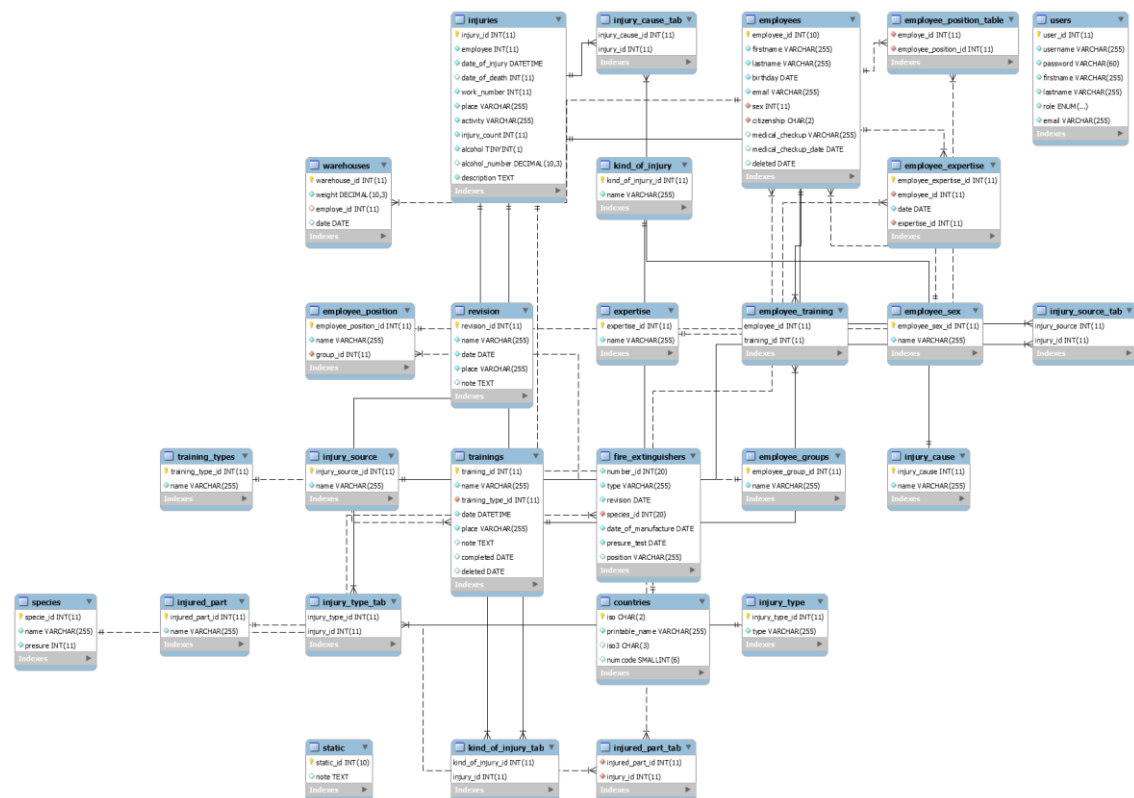 injuries
injury_id INT(11)
employee INT(11)
date_of_injury DATETIME
date_of_death INT(11)
work_number INT(11)
place VARCHAR(255)
activity VARCHAR(255)
injury_count INT(11)
alcohol TINYINT(1)
alcohol_number DECIMAL(10,3)
description TEXT
Indexes
injury_cause_tab
injury_cause_id INT(11)
injury_id INT(11)
Indexes
employees
employee_id INT(10)
firstname VARCHAR(255)
lastname VARCHAR(255)
birthday DATE
email VARCHAR(255)
sex INT(11)
citizenship CHAR(2)
medical_checkup VARCHAR(255)
medical_checkup_date DATE
deleted DATE
Indexes
employee_position_table
employe_id INT(11)
employee_position_id INT(11)
Indexes
users
user_id INT(11)
username VARCHAR(255)
password VARCHAR(60)
firstname VARCHAR(255)
lastname VARCHAR(255)
role ENUM(...)
email VARCHAR(255)
Indexes
warehouses
warehouse_id INT(11)
weight DECIMAL(10,3)
employe_id INT(11)
date DATE
Indexes
kind_of_injury
kind_of_injury_id INT(11)
name VARCHAR(255)
Indexes
employee_expertise
employee_expertise_id INT(11)
employee_id INT(11)
date DATE
expertise_id INT(11)
Indexes
employee_position
employee_position_id INT(11)
name VARCHAR(255)
group_id INT(11)
Indexes
revision
revision_id INT(11)
name VARCHAR(255)
date DATE
place VARCHAR(255)
note TEXT
Indexes
expertise
expertise_id INT(11)
name VARCHAR(255)
Indexes
employee_training
employee_id INT(11)
training_id INT(11)
Indexes
employee_sex
employee_sex_id INT(11)
name VARCHAR(255)
Indexes
injury_source_tab
injury_source INT(11)
injury_id INT(11)
Indexes
training_types
training_type_id INT(11)
name VARCHAR(255)
Indexes
injury_source
injury_source_id INT(11)
name VARCHAR(255)
Indexes
trainings
training_id INT(11)
name VARCHAR(255)
training_type_id INT(11)
date DATETIME
place VARCHAR(255)
note TEXT
completed DATE
deleted DATE
Indexes
fire_extinguishers
number_id INT(20)
type VARCHAR(255)
revision DATE
species_id INT(20)
date_of_manufacture DATE
presure_test DATE
position VARCHAR(255)
Indexes
employee_groups
employee_group_id INT(11)
name VARCHAR(255)
Indexes
injury_cause
injury_cause INT(11)
name VARCHAR(255)
Indexes
species
specie_id INT(11)
name VARCHAR(255)
presure INT(11)
Indexes
injured_part
injured_part_id INT(11)
name VARCHAR(255)
Indexes
injury_type_tab
injury_type_id INT(11)
injury_id INT(11)
Indexes
countries
iso CHAR(2)
printable_name VARCHAR(255)
iso3 CHAR(3)
numcode SMALLINT(6)
Indexes
injury_type
injury_type_id INT(11)
type VARCHAR(255)
Indexes
static
static_id INT(10)
note TEXT
Indexes
kind_of_injury_tab
kind_of_injury_id INT(11)
injury_id INT(11)
Indexes
injured_part_tab
injured_part_id INT(11)
injury_id INT(11)
Indexes